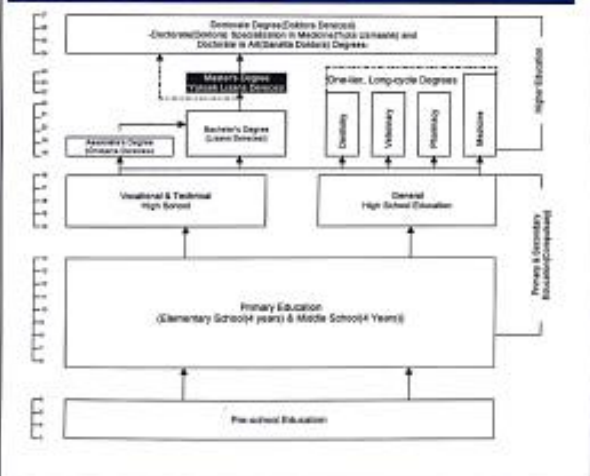 Doctorate Degree(Doktora Derecesi)
-Doctorate(Doktora) Specialization in Medicine(Tıpta Uzmanlık) and
Doctorate in Art(Sanatta Doktora) Degrees-
Master's Degree
Yüksek Lisans Derecesi
One-tier, Long-cycle Degrees
Dentistry
Veterinary
Pharmacy
Medicine
Higher Education
Bachelor's Degree
(Lisans Derecesi)
Associate's Degree
(Önlisans Derecesi)
Vocational & Technical
High School
General
High School Education
Primary & Secondary
Education(Compulsory)
Primary Education
(Elementary School(4 years) & Middle School(4 Years))
Pre-school Education